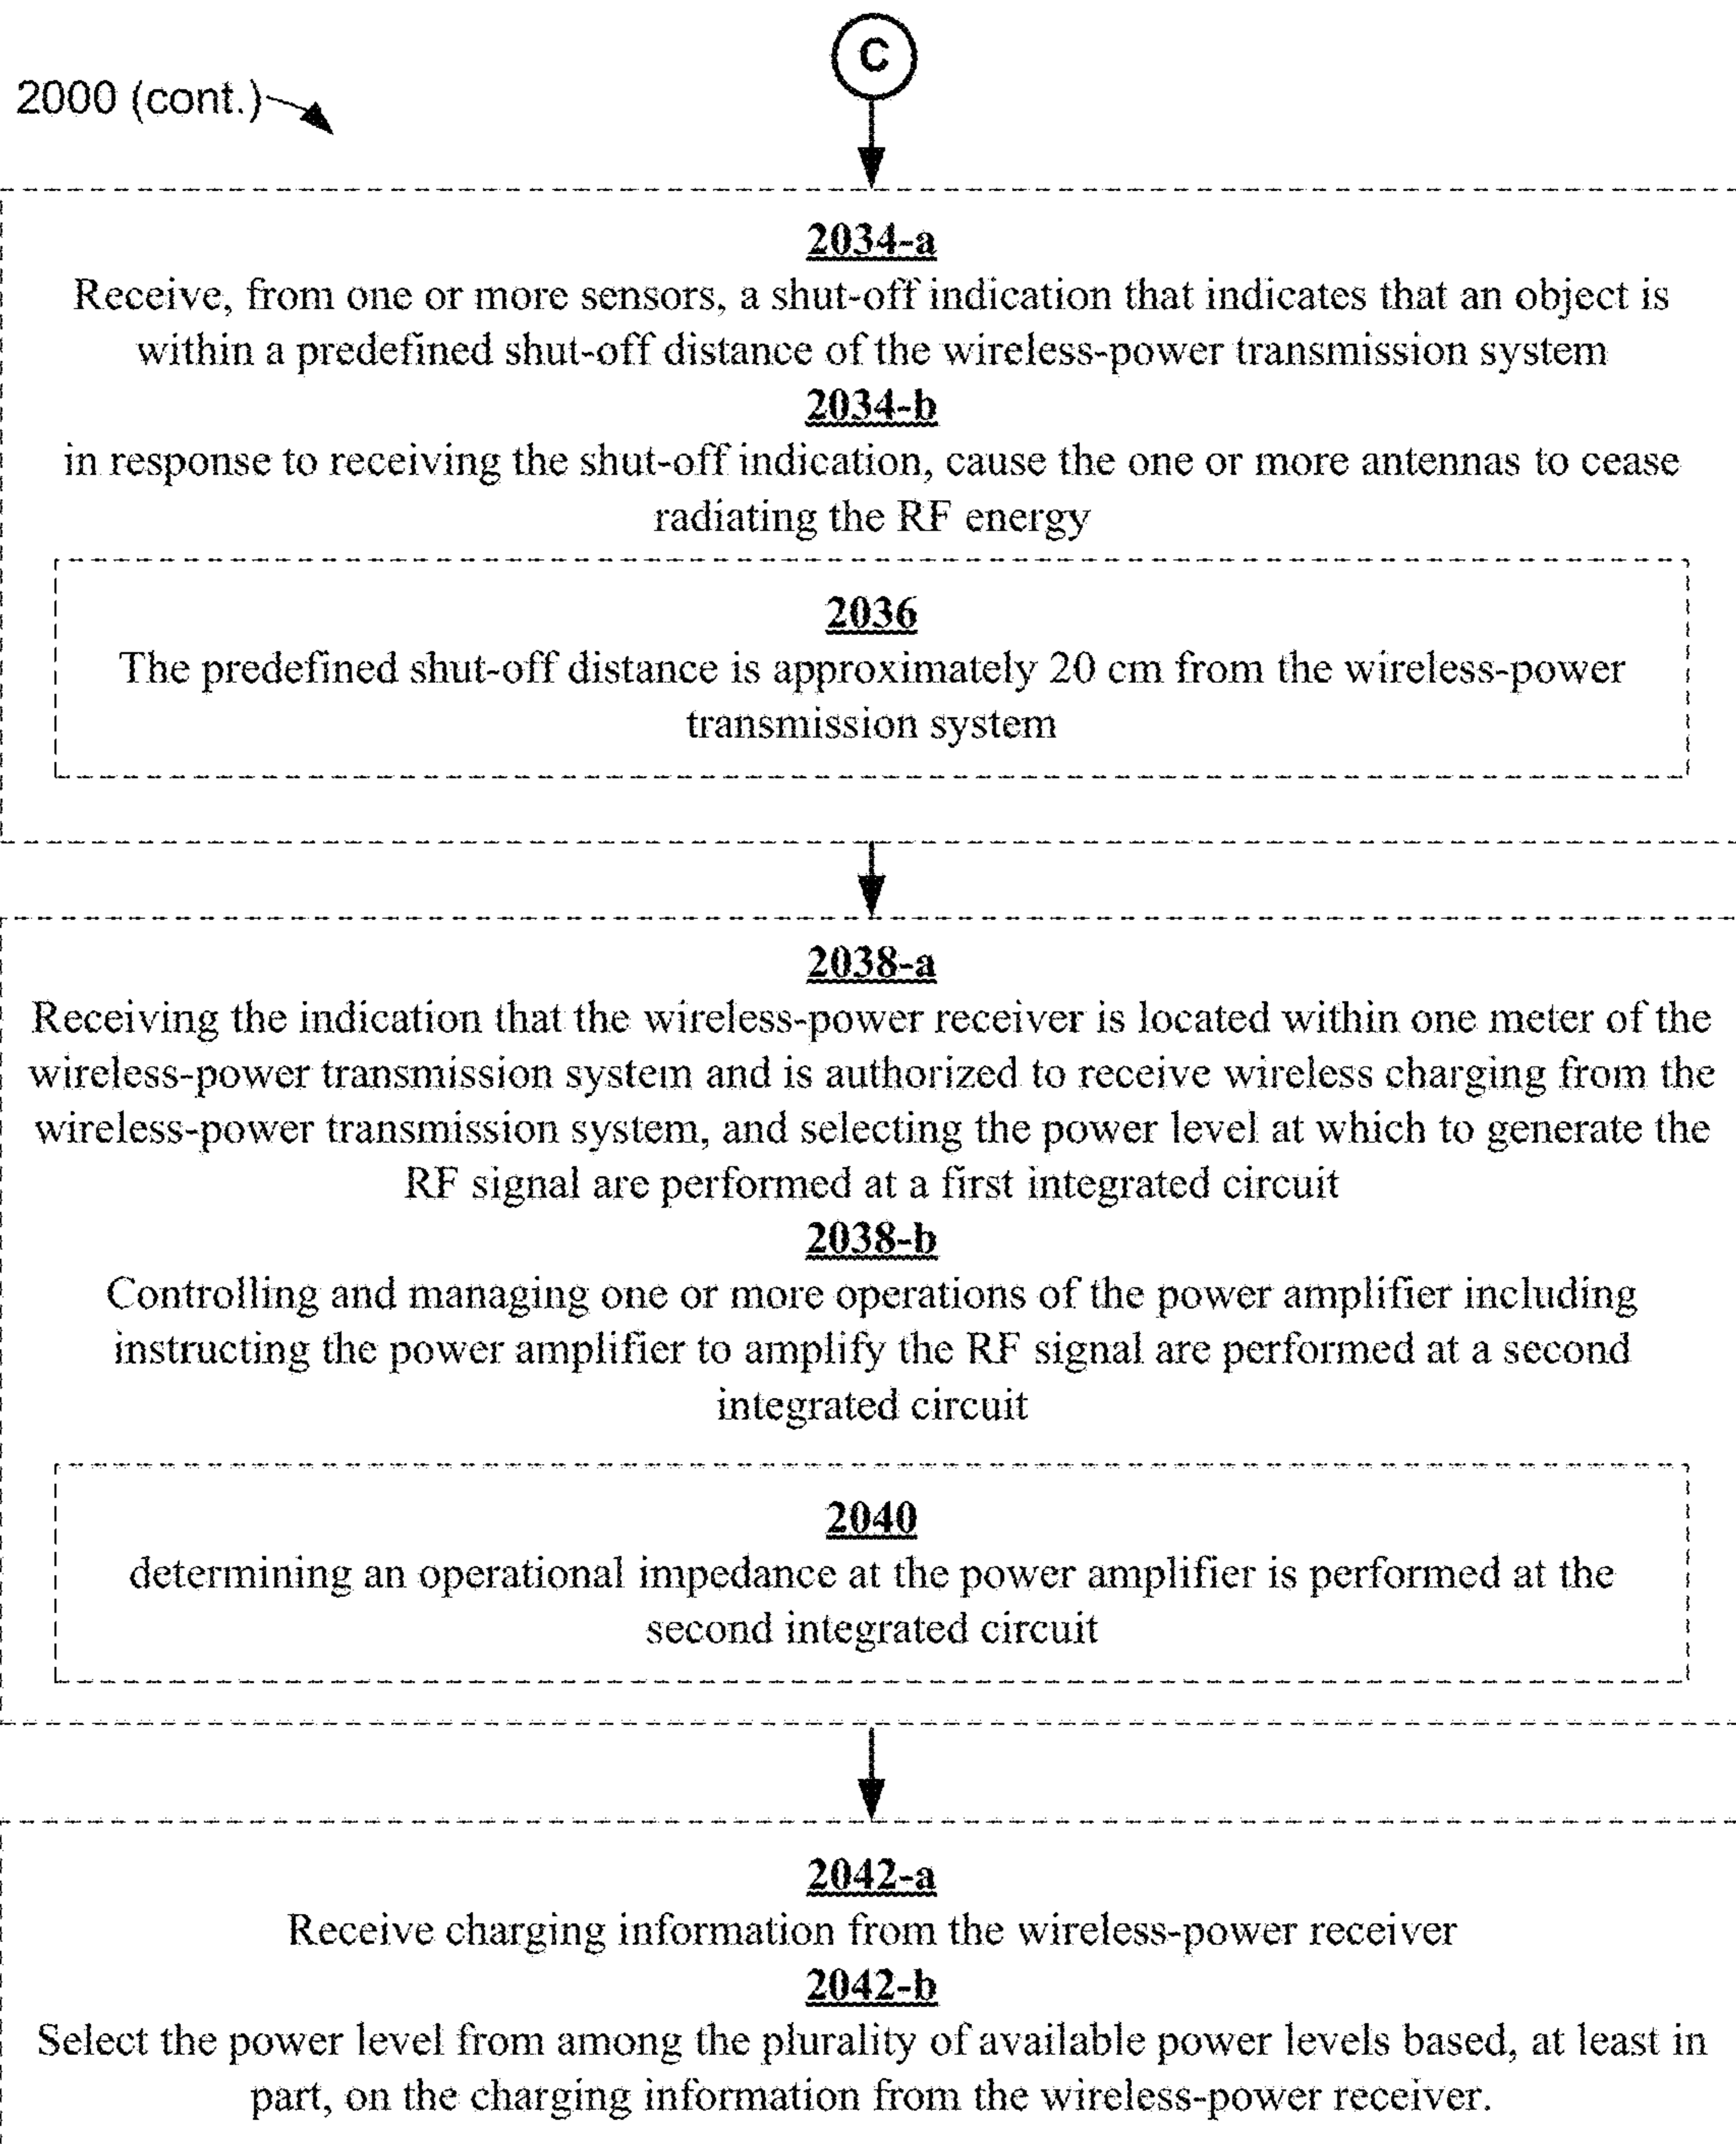 C
2000 (cont.)
2034-a
Receive, from one or more sensors, a shut-off indication that indicates that an object is
within a predefined shut-off distance of the wireless-power transmission system
2034-b
in response to receiving the shut-off indication, cause the one or more antennas to cease
radiating the RF energy
2036
The predefined shut-off distance is approximately 20 cm from the wireless-power
transmission system
2038-a
Receiving the indication that the wireless-power receiver is located within one meter of the
wireless-power transmission system and is authorized to receive wireless charging from the
wireless-power transmission system, and selecting the power level at which to generate the
RF signal are performed at a first integrated circuit
2038-b
Controlling and managing one or more operations of the power amplifier including
instructing the power amplifier to amplify the RF signal are performed at a second
integrated circuit
2040
determining an operational impedance at the power amplifier is performed at the
second integrated circuit
2042-a
Receive charging information from the wireless-power receiver
2042-b
Select the power level from among the plurality of available power levels based, at least in
part, on the charging information from the wireless-power receiver.